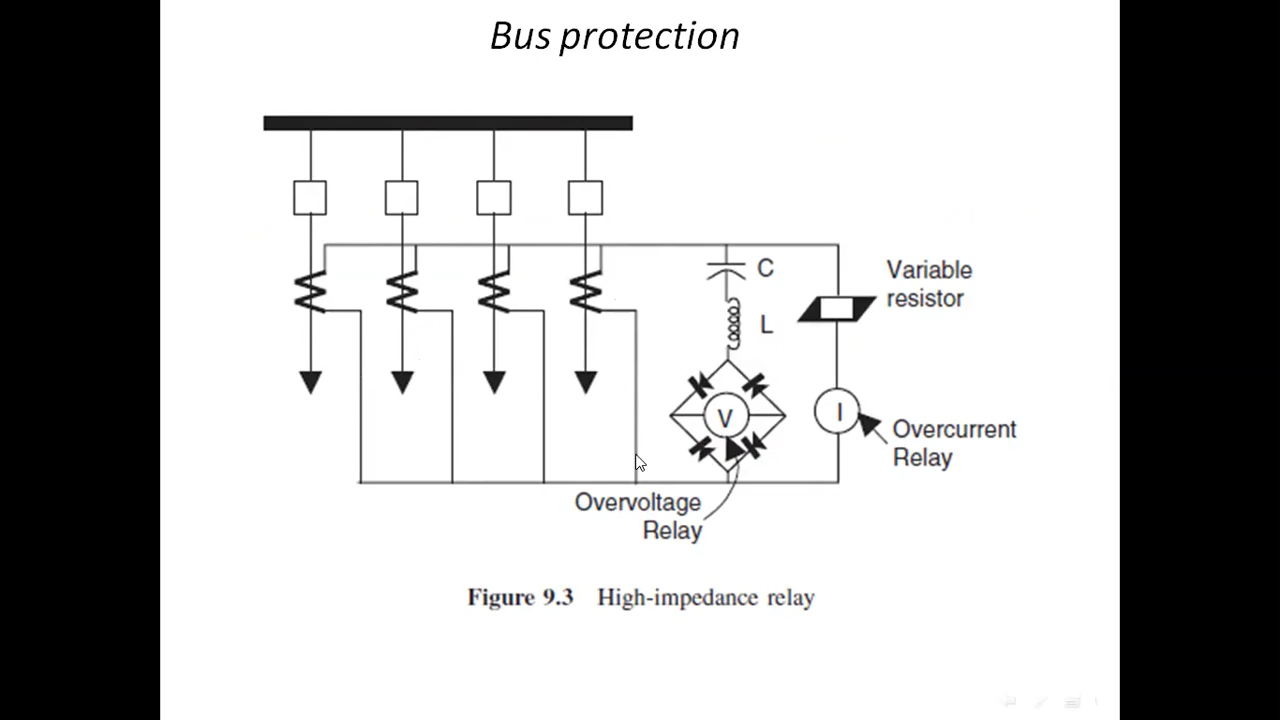 Bus protection
C
Variable
resistor
L
V
I
Overcurrent
Relay
Overvoltage
Relay
Figure 9.3 High-impedance relay